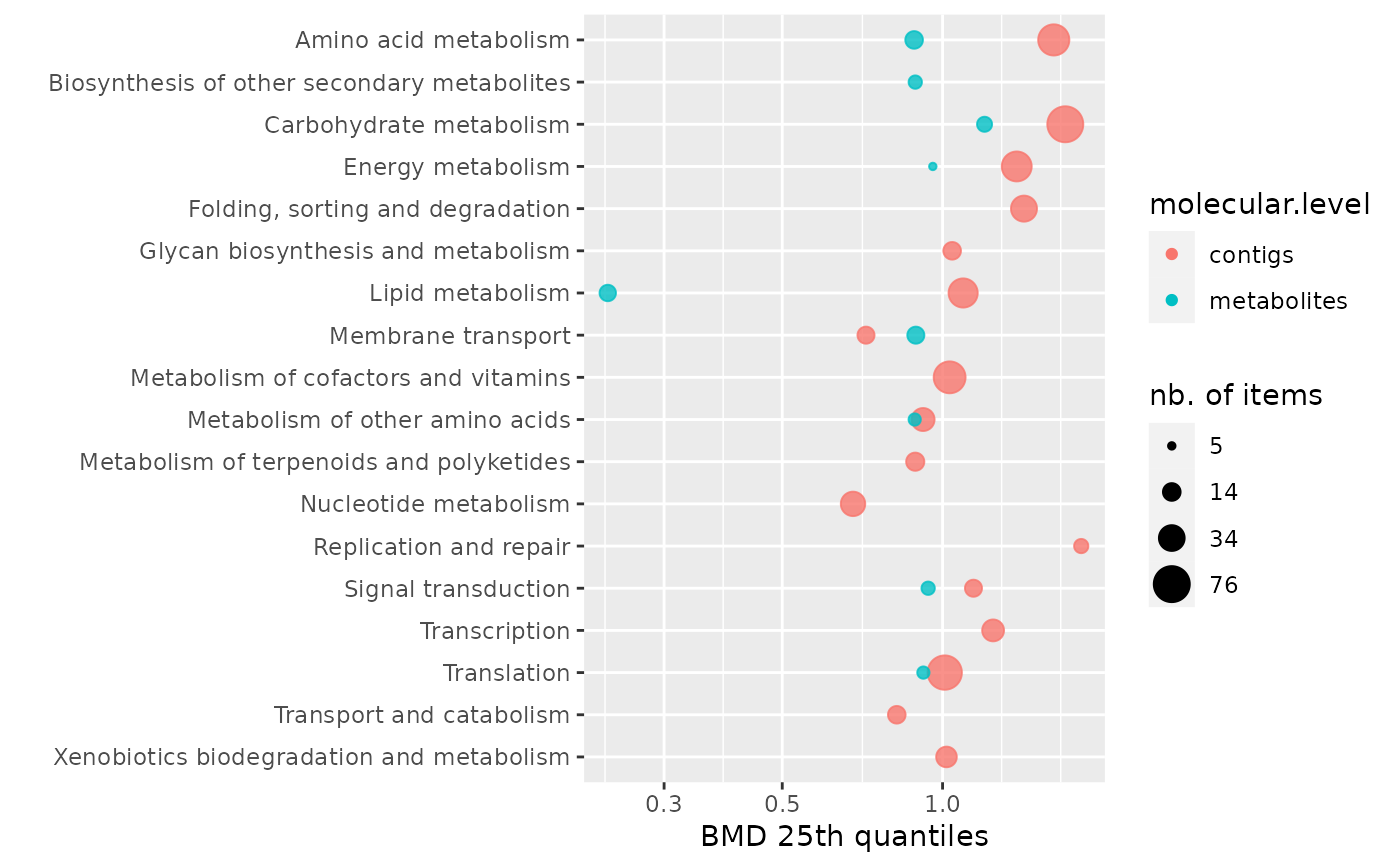 Amino acid metabolism
Biosynthesis of other secondary metabolites
Carbohydrate metabolism
Energy metabolism
Folding, sorting and degradation
Glycan biosynthesis and metabolism
Lipid metabolism
Membrane transport
Metabolism of cofactors and vitamins
Metabolism of other amino acids
Metabolism of terpenoids and polyketides
Nucleotide metabolism
Replication and repair
Signal transduction
Transcription
Translation
Transport and catabolism
Xenobiotics biodegradation and metabolism
0.3 0.5 1.0
BMD 25th quantiles
molecular.level
contigs
metabolites
nb. of items
5
14
34
76